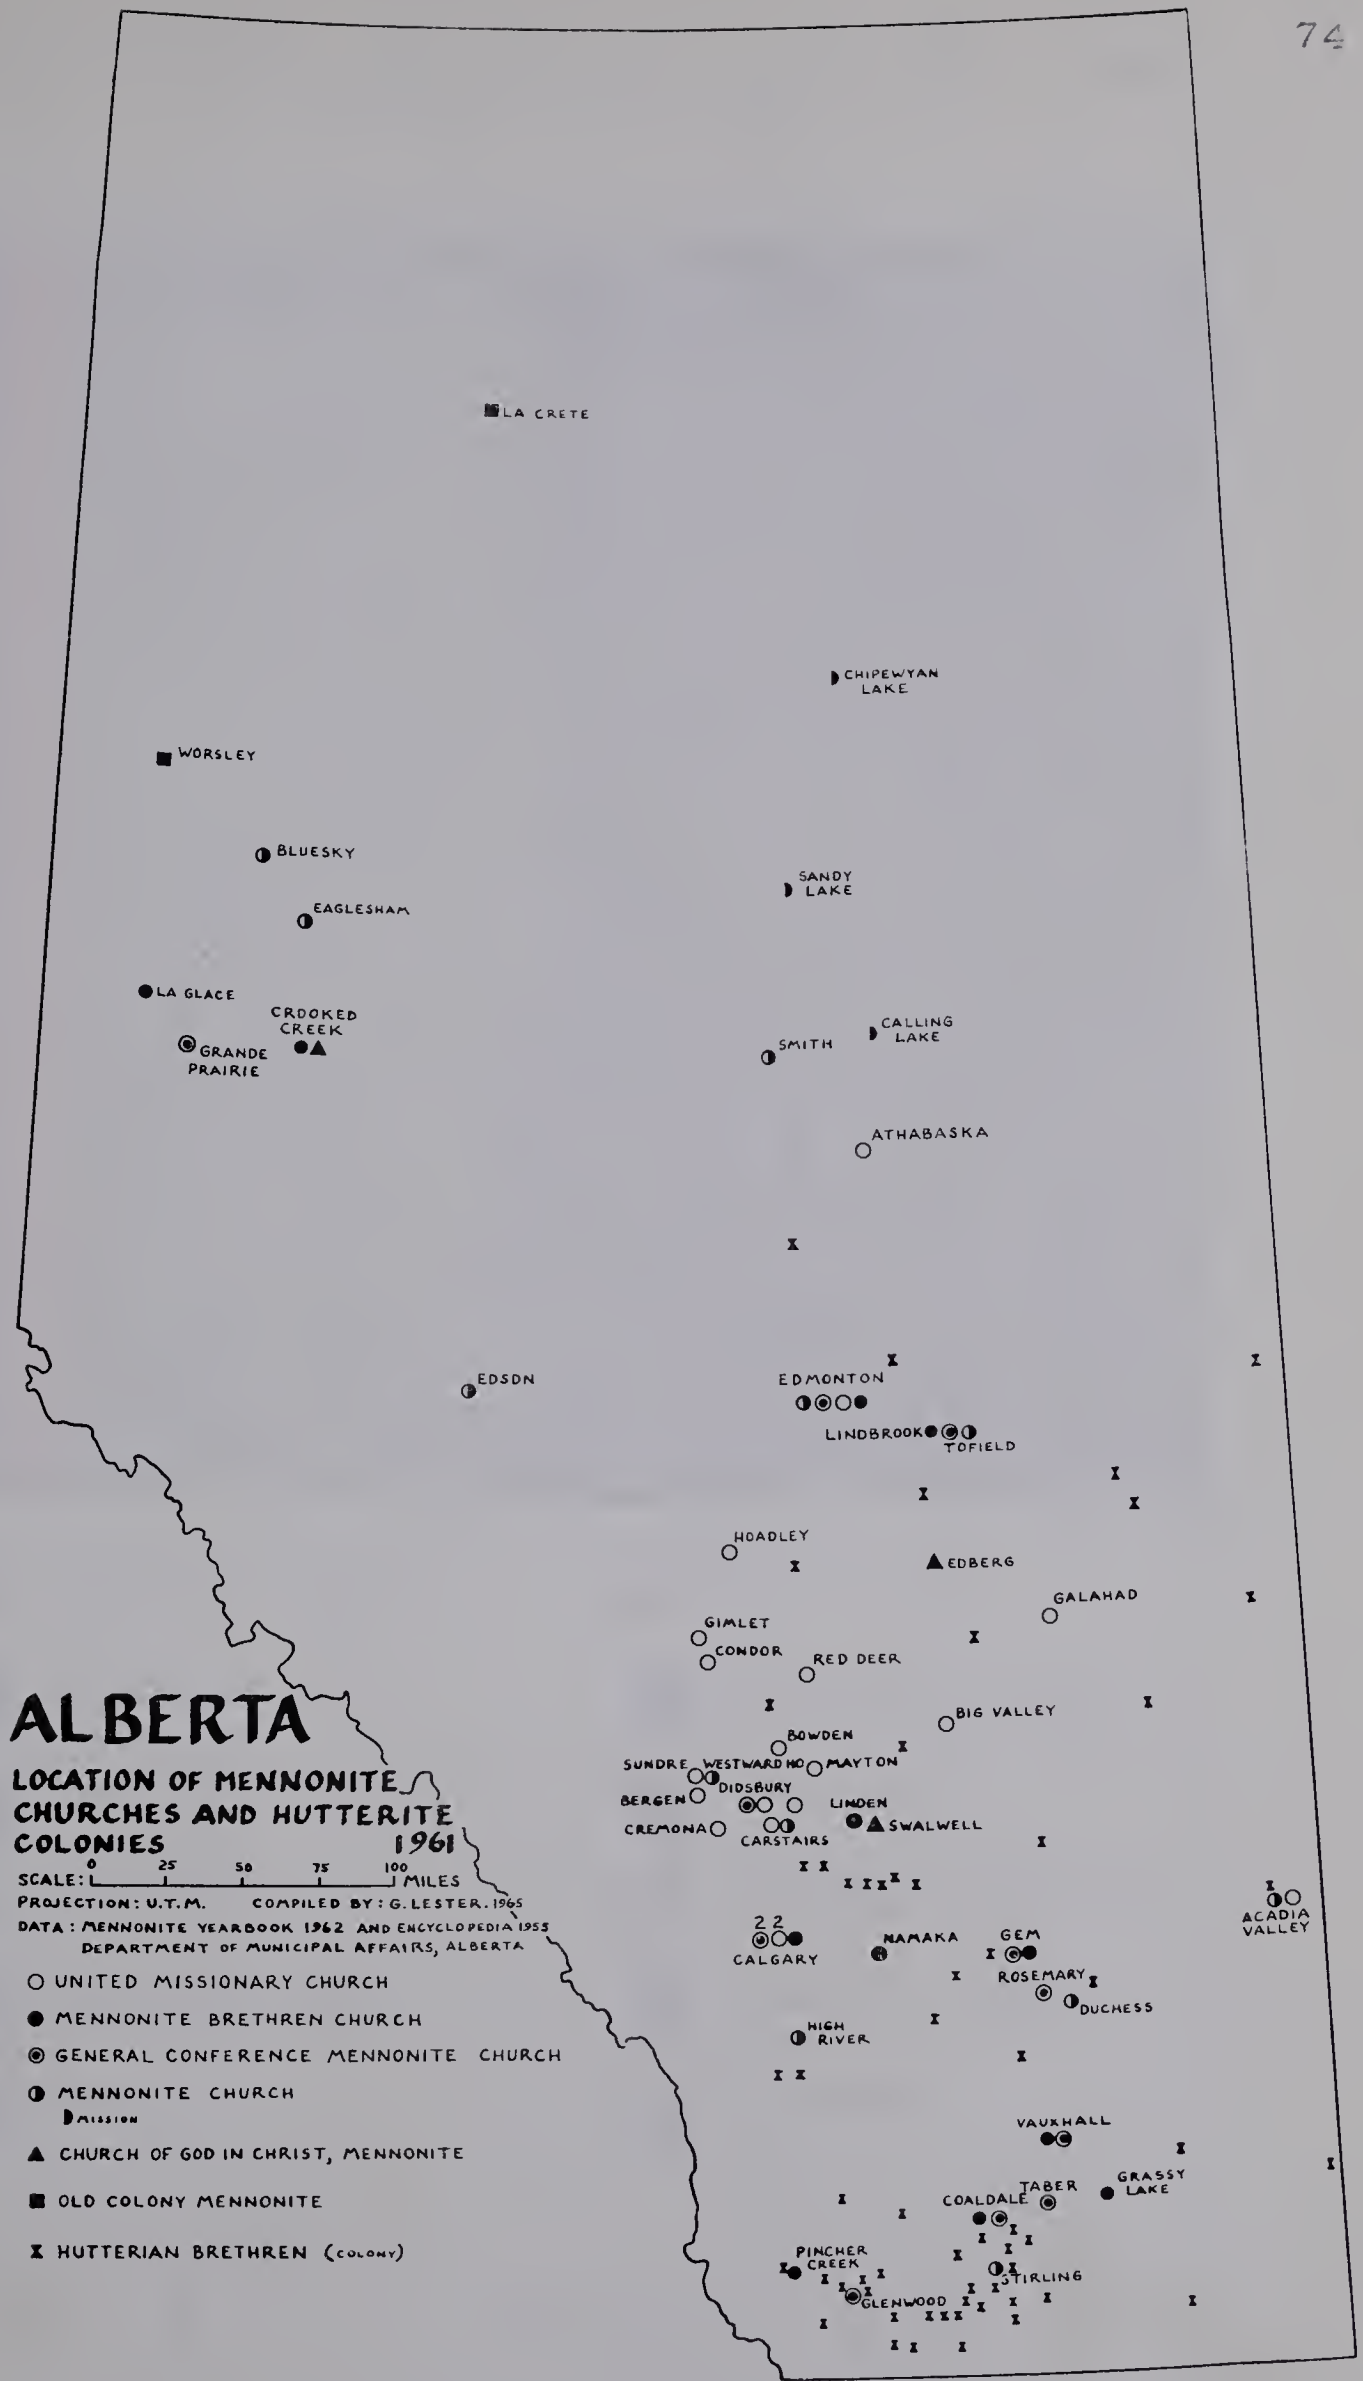 74
LA CRETE
CHIPEWYAN
LAKE
WORSLEY
BLUESKY
SANDY
LAKE
EAGLESHAM
LA GLACE
CROOKED
CREEK
CALLING
LAKE
SMITH
GRANDE
PRAIRIE
ATHABASKA
EDSON
EDMONTON
LINDBROOK
TOFIELD
HOADLEY
EDBERG
GALAHAD
GIMLET
CONDOR
RED DEER
BIG VALLEY
BOWDEN
SUNDRE WESTWARD HO MAYTON
DIDSBURY
BERGEN
LINDEN
CREMONA
SWALWELL
CARSTAIRS
ACADIA
VALLEY
2 2
CALGARY
NAMAKA
GEM
ROSEMARY
DUCHESS
HIGH
RIVER
VAUXHALL
GRASSY
LAKE
TABER
COALDALE
PINCHER
CREEK
STIRLING
GLENWOOD
ALBERTA
LOCATION OF MENNONITE
CHURCHES AND HUTTERITE
COLONIES 1961
0 25 50 75 100
SCALE: MILES
PROJECTION: U.T.M. COMPILED BY: G. LESTER. 1965
DATA: MENNONITE YEARBOOK 1962 AND ENCYCLOPEDIA 1955
DEPARTMENT OF MUNICIPAL AFFAIRS, ALBERTA
UNITED MISSIONARY CHURCH
MENNONITE BRETHREN CHURCH
GENERAL CONFERENCE MENNONITE CHURCH
MENNONITE CHURCH
MISSION
CHURCH OF GOD IN CHRIST, MENNONITE
OLD COLONY MENNONITE
HUTTERIAN BRETHREN (COLONY)